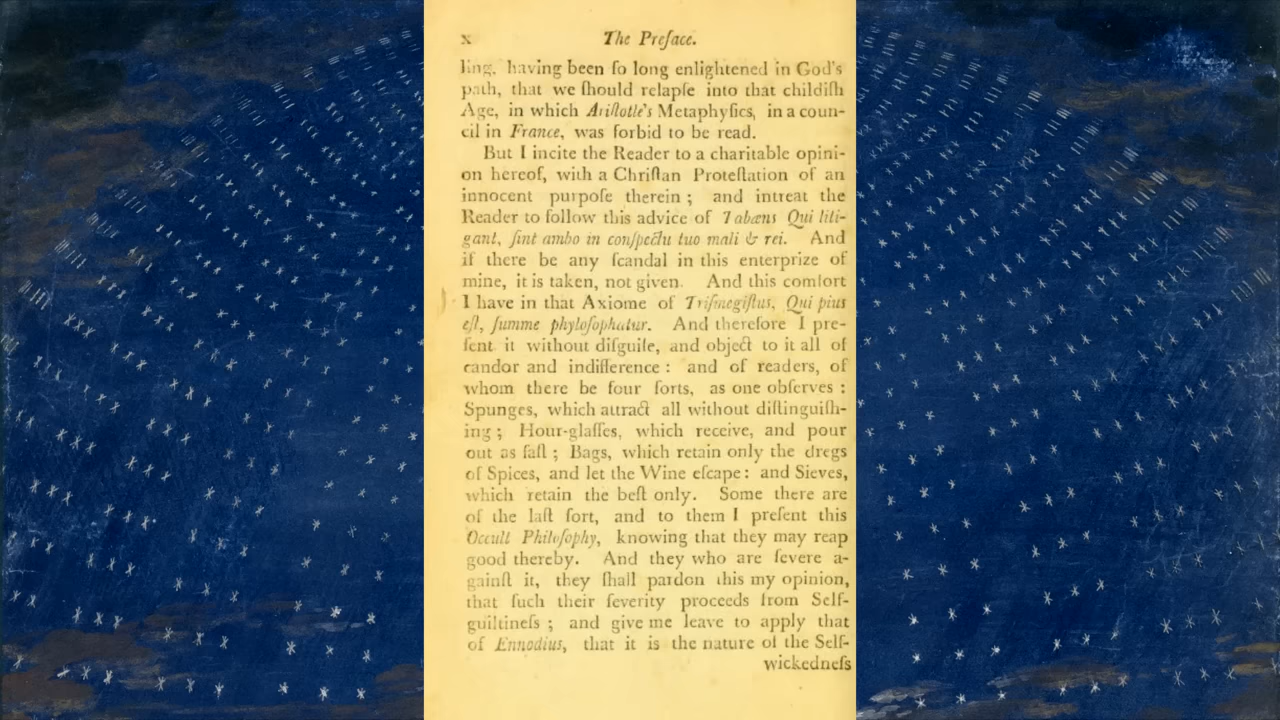 x The Preface.
ling, having been ſo long enlightened in God's
path, that we ſhould relapſe into that childiſh
Age, in which Ariſtotle's Metaphyſics, in a coun-
cil in France, was forbid to be read.
But I incite the Reader to a charitable opini-
on hereof, with a Chriſtian Proteſtation of an
innocent purpoſe therein ; and intreat the
Reader to follow this advice of Tabæus Qui liti-
gant, ſint ambo in conſpectu tuo mali & rei. And
if there be any ſcandal in this enterprize of
mine, it is taken, not given. And this comfort
I have in that Axiome of Triſmegiſtus, Qui pius
eſt, ſumme phyloſophatur. And therefore I pre-
ſent it without diſguiſe, and object to it all of
candor and indifference : and of readers, of
whom there be four ſorts, as one obſerves :
Spunges, which attract all without diſtinguiſh-
ing ; Hour-glaſſes, which receive, and pour
out as faſt ; Bags, which retain only the dregs
of Spices, and let the Wine eſcape : and Sieves,
which retain the beſt only. Some there are
of the laſt ſort, and to them I preſent this
Occult Philoſophy, knowing that they may reap
good thereby. And they who are ſevere a-
gainſt it, they ſhall pardon this my opinion,
that ſuch their ſeverity proceeds from Self-
guiltineſs ; and give me leave to apply that
of Ennodius, that it is the nature of the Self-
wickedneſs